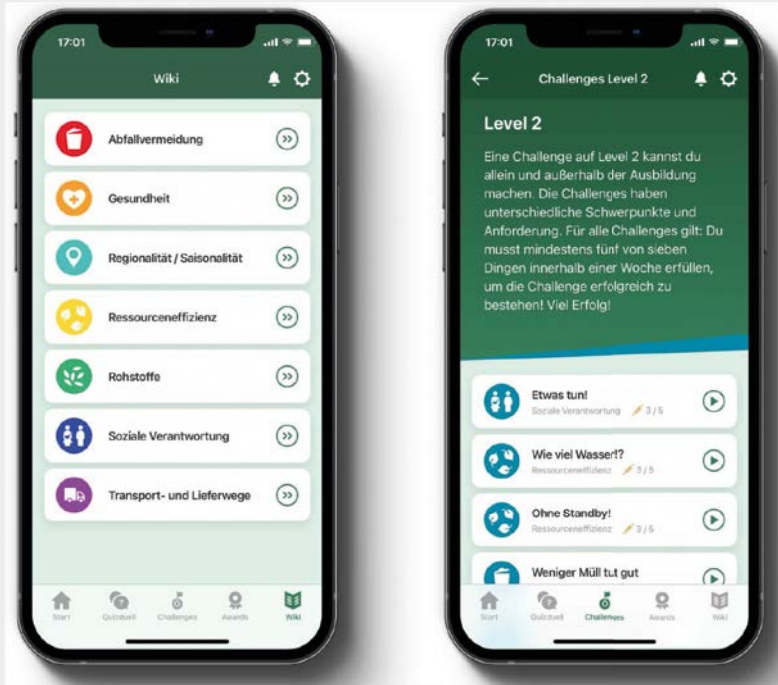 17:01
Wiki
Abfallvermeidung
Gesundheit
Regionalität / Saisonalität
Ressourceneffizienz
Rohstoffe
Soziale Verantwortung
Transport- und Lieferwege
Start
Quizduell
Challenges
Awards
Wiki
17:01
Challenges Level 2
Level 2
Eine Challenge auf Level 2 kannst du
allein und außerhalb der Ausbildung
machen. Die Challenges haben
unterschiedliche Schwerpunkte und
Anforderung. Für alle Challenges gilt: Du
musst mindestens fünf von sieben
Dingen innerhalb einer Woche erfüllen,
um die Challenge erfolgreich zu
bestehen! Viel Erfolg!
Etwas tun!
Soziale Verantwortung 3 / 5
Wie viel Wasser!?
Ressourceneffizienz 3 / 5
Ohne Standby!
Ressourceneffizienz 3 / 5
Weniger Müll tut gut
Start
Quizduell
Challenges
Awards
Wiki